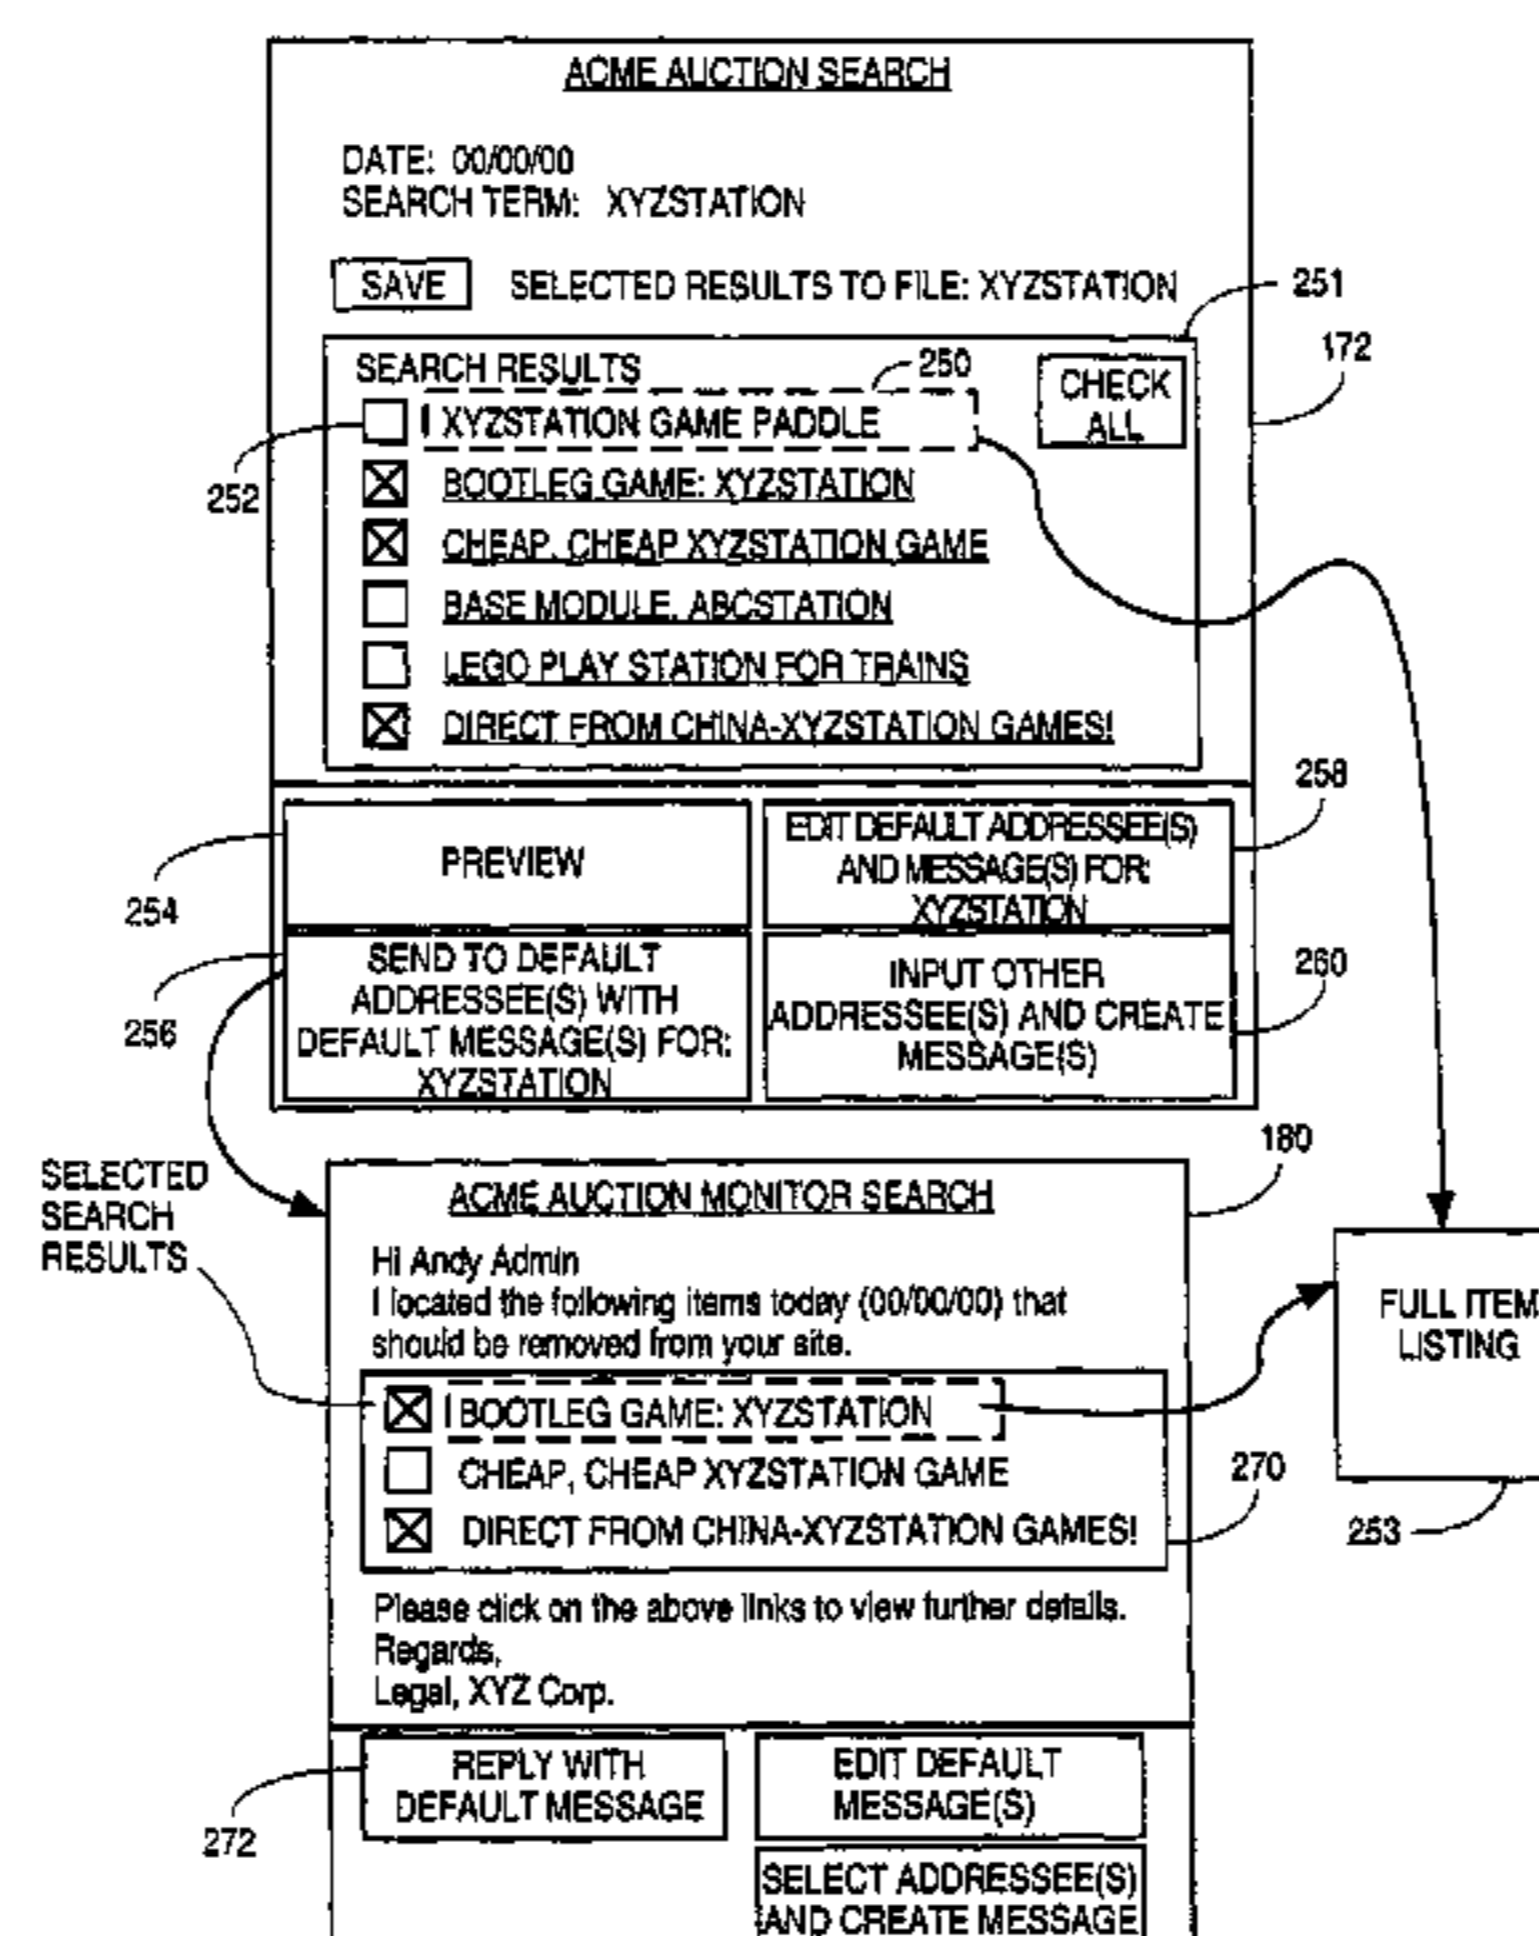 ACME AUCTION SEARCH
DATE: 00/00/00
SEARCH TERM: XYZSTATION
SAVE SELECTED RESULTS TO FILE: XYZSTATION
251
172
SEARCH RESULTS
250
CHECK
ALL
XYZSTATION GAME PADDLE
252
BOOTLEG GAME: XYZSTATION
CHEAP, CHEAP XYZSTATION GAME
BASE MODULE, ABCSTATION
LEGO PLAY STATION FOR TRAINS
DIRECT FROM CHINA-XYZSTATION GAMES!
258
PREVIEW
254
EDIT DEFAULT ADDRESSEE(S)
AND MESSAGE(S) FOR:
XYZSTATION
SEND TO DEFAULT
ADDRESSEE(S) WITH
DEFAULT MESSAGE(S) FOR:
XYZSTATION
256
INPUT OTHER
ADDRESSEE(S) AND CREATE
MESSAGE(S)
260
180
SELECTED
SEARCH
RESULTS
ACME AUCTION MONITOR SEARCH
Hi Andy Admin
I located the following items today (00/00/00) that
should be removed from your site.
FULL ITEM
LISTING
253
BOOTLEG GAME: XYZSTATION
CHEAP, CHEAP XYZSTATION GAME
DIRECT FROM CHINA-XYZSTATION GAMES!
270
Please click on the above links to view further details.
Regards,
Legal, XYZ Corp.
REPLY WITH
DEFAULT MESSAGE
272
EDIT DEFAULT
MESSAGE(S)
SELECT ADDRESSEE(S)
AND CREATE MESSAGE